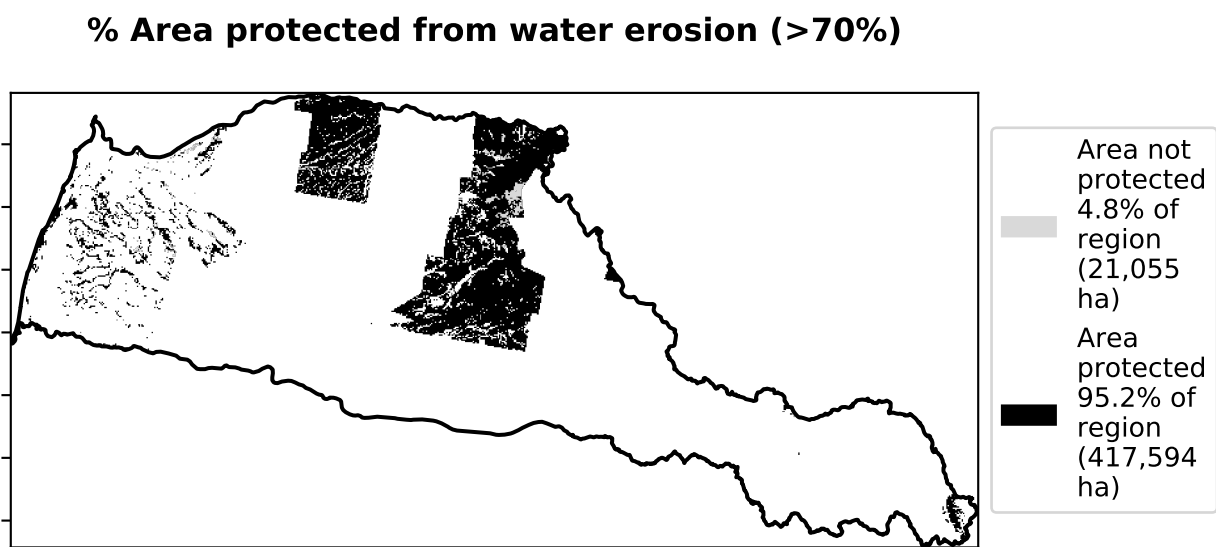 % Area protected from water erosion (>70%)
Area not
protected
4.8% of
region
(21,055
ha)
Area
protected
95.2% of
region
(417,594
ha)